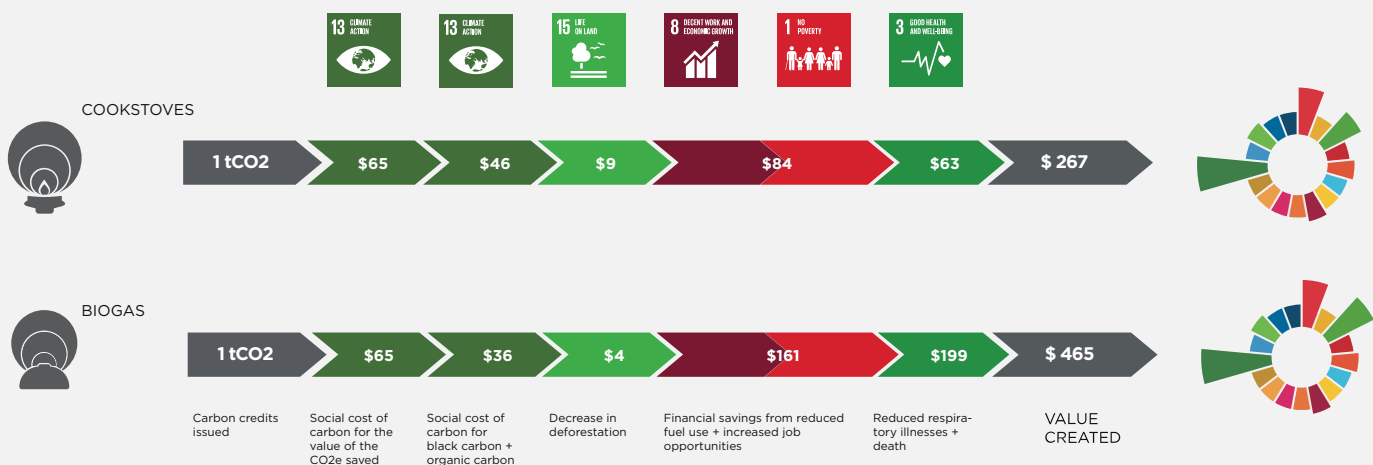 13 CLIMATE
ACTION
13 CLIMATE
ACTION
15 LIFE
ON LAND
8 DECENT WORK AND
ECONOMIC GROWTH
1 NO
POVERTY
3 GOOD HEALTH
AND WELL-BEING
COOKSTOVES
1 tCO2
$65
$46
$9
$84
$63
$ 267
BIOGAS
1 tCO2
$65
$36
$4
$161
$199
$ 465
Carbon credits
issued
Social cost of
carbon for the
value of the
CO2e saved
Social cost of
carbon for
black carbon +
organic carbon
Decrease in
deforestation
Financial savings from reduced
fuel use + increased job
opportunities
Reduced respira-
tory illnesses +
death
VALUE
CREATED